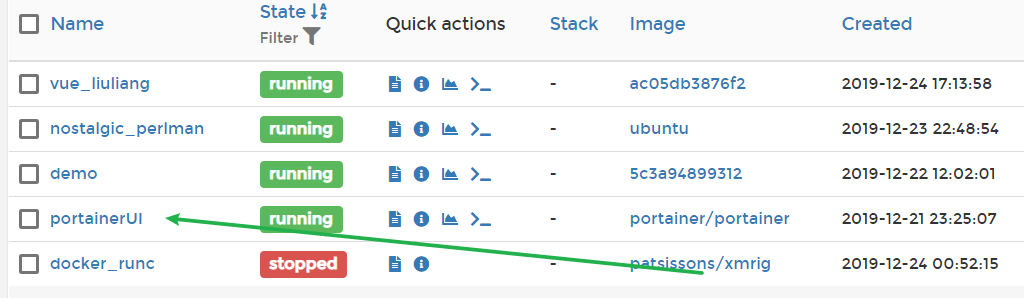 Name State Quick actions Stack Image Created
Filter
vue_liuliang running - ac05db3876f2 2019-12-24 17:13:58
nostalgic_perlman running - ubuntu 2019-12-23 22:48:54
demo running - 5c3a94899312 2019-12-22 12:02:01
portainerUI running - portainer/portainer 2019-12-21 23:25:07
docker_runc stopped - patsissons/xmrig 2019-12-24 00:52:15